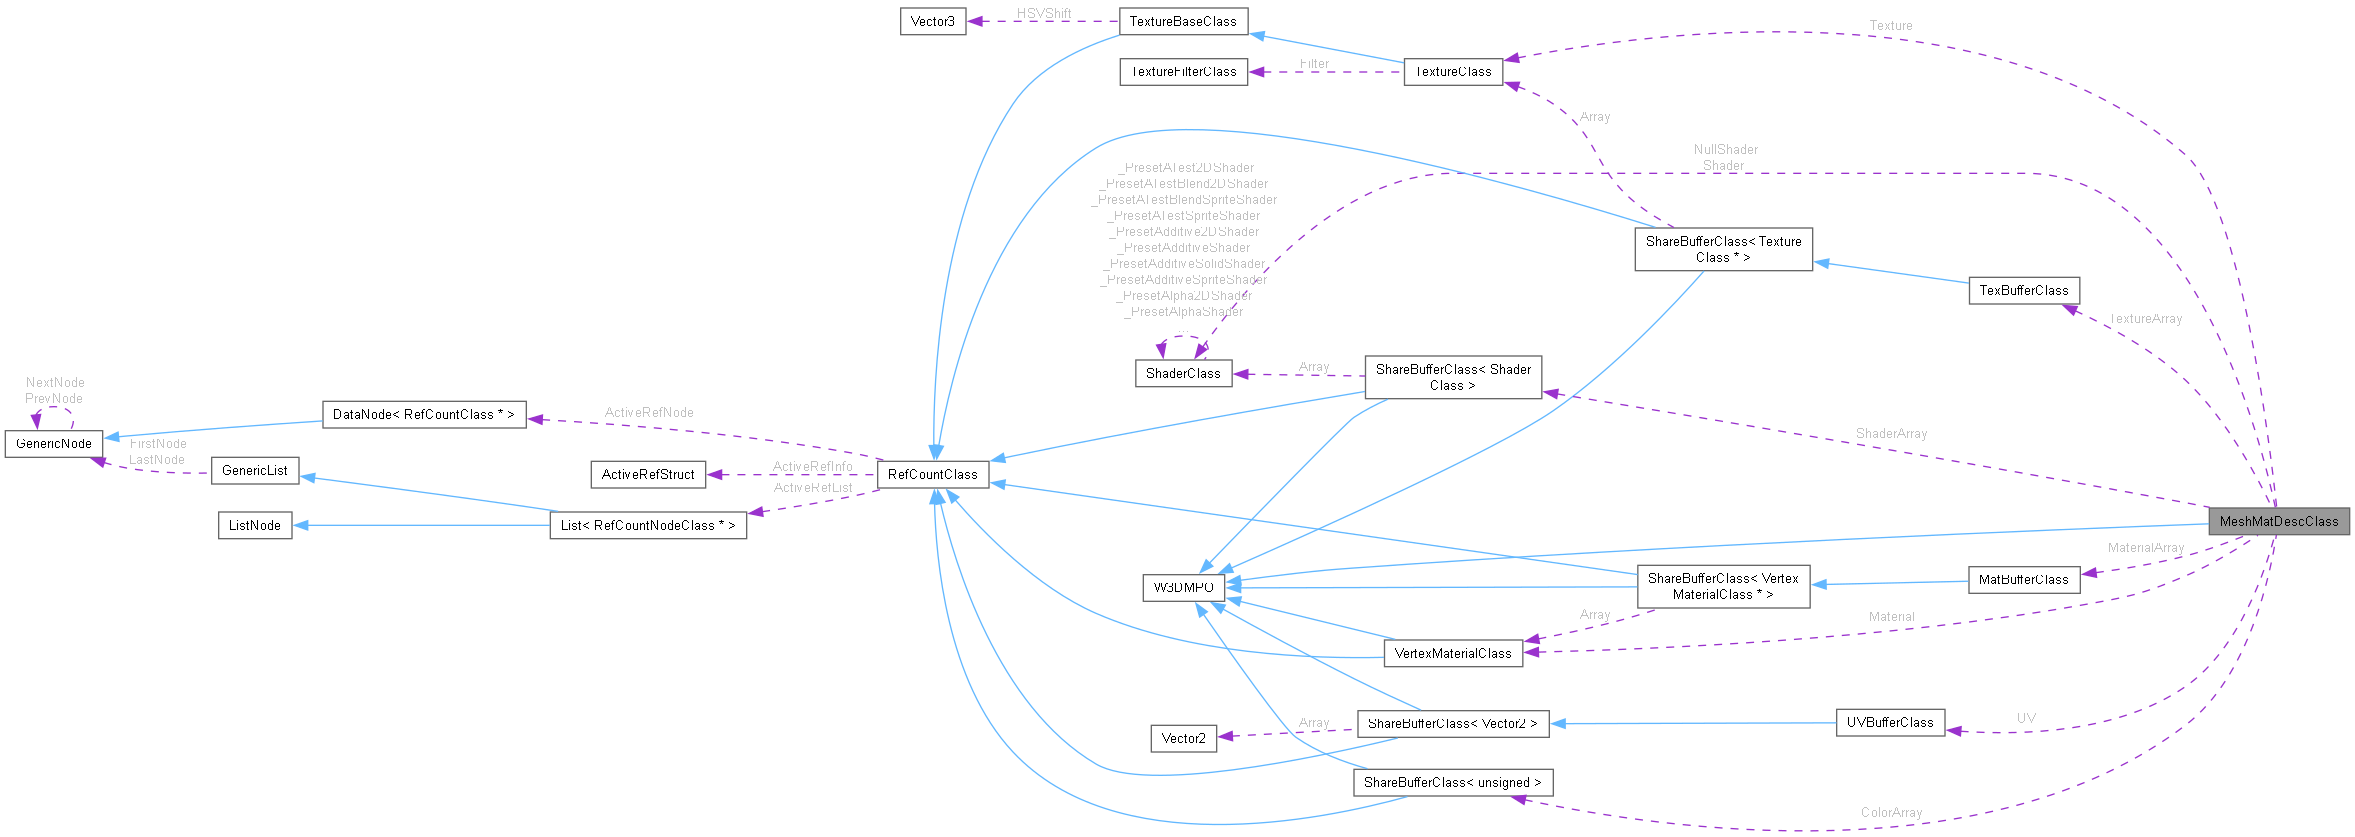 Vector3
HSVShift
TextureBaseClass
Texture
TextureFilterClass
Filter
TextureClass
Array
NullShader
Shader
_PresetATest2DShader
_PresetATestBlend2DShader
_PresetATestBlendSpriteShader
_PresetATestSpriteShader
_PresetAdditive2DShader
_PresetAdditiveShader
_PresetAdditiveSolidShader
_PresetAdditiveSpriteShader
_PresetAlpha2DShader
_PresetAlphaShader
...
ShareBufferClass< Texture
Class * >
TexBufferClass
TextureArray
ShaderClass
Array
ShareBufferClass< Shader
Class >
ShaderArray
NextNode
PrevNode
GenericNode
DataNode< RefCountClass * >
ActiveRefNode
FirstNode
LastNode
GenericList
ActiveRefStruct
ActiveRefInfo
ActiveRefList
RefCountClass
ListNode
List< RefCountNodeClass * >
MeshMatDescClass
MaterialArray
W3DMPO
ShareBufferClass< Vertex
MaterialClass * >
MatBufferClass
Array
Material
VertexMaterialClass
Vector2
Array
ShareBufferClass< Vector2 >
UVBufferClass
UV
ShareBufferClass< unsigned >
ColorArray